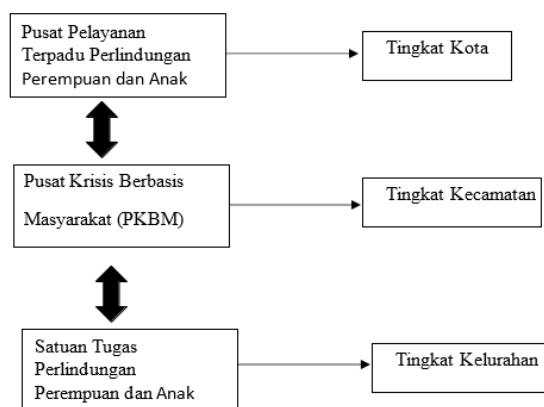 Pusat Pelayanan
Terpadu Perlindungan
Perempuan dan Anak
Tingkat Kota
Pusat Krisis Berbasis
Masyarakat (PKBM)
Tingkat Kecamatan
Satuan Tugas
Perlindungan
Perempuan dan Anak
Tingkat Kelurahan